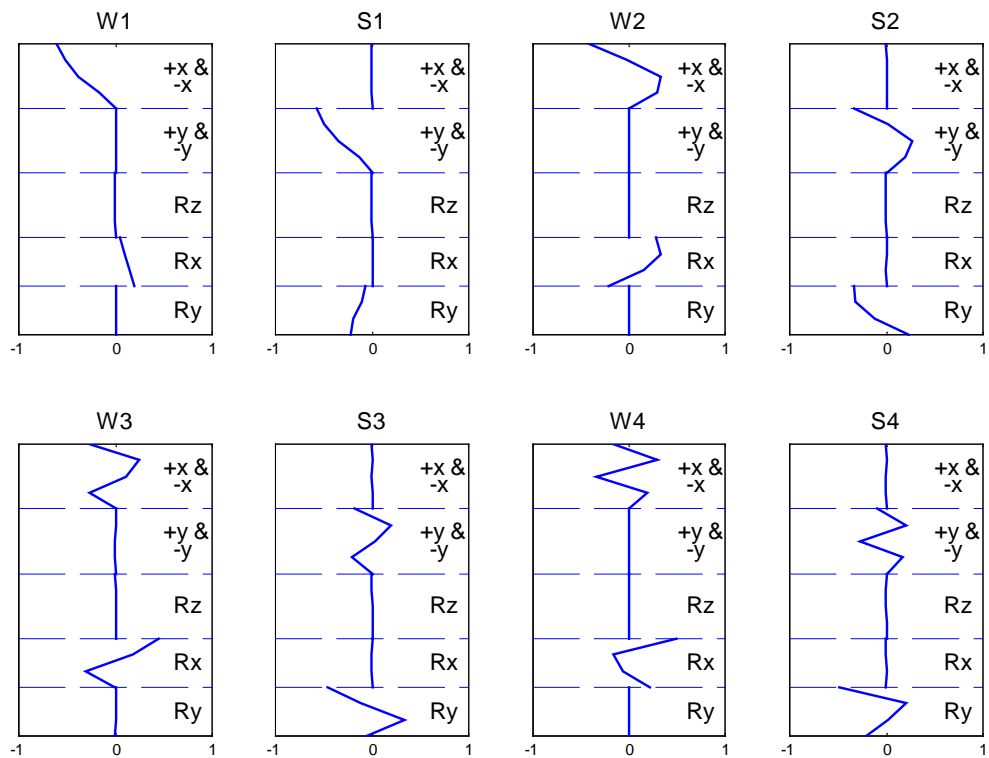 W1 S1 W2 S2
+x & +x & +x & +x &
-x -x -x -x
+y & +y & +y & +y &
-y -y -y -y
Rz Rz Rz Rz
Rx Rx Rx Rx
Ry Ry Ry Ry
-1 0 1 -1 0 1 -1 0 1 -1 0 1
W3 S3 W4 S4
+x & +x & +x & +x &
-x -x -x -x
+y & +y & +y & +y &
-y -y -y -y
Rz Rz Rz Rz
Rx Rx Rx Rx
Ry Ry Ry Ry
-1 0 1 -1 0 1 -1 0 1 -1 0 1